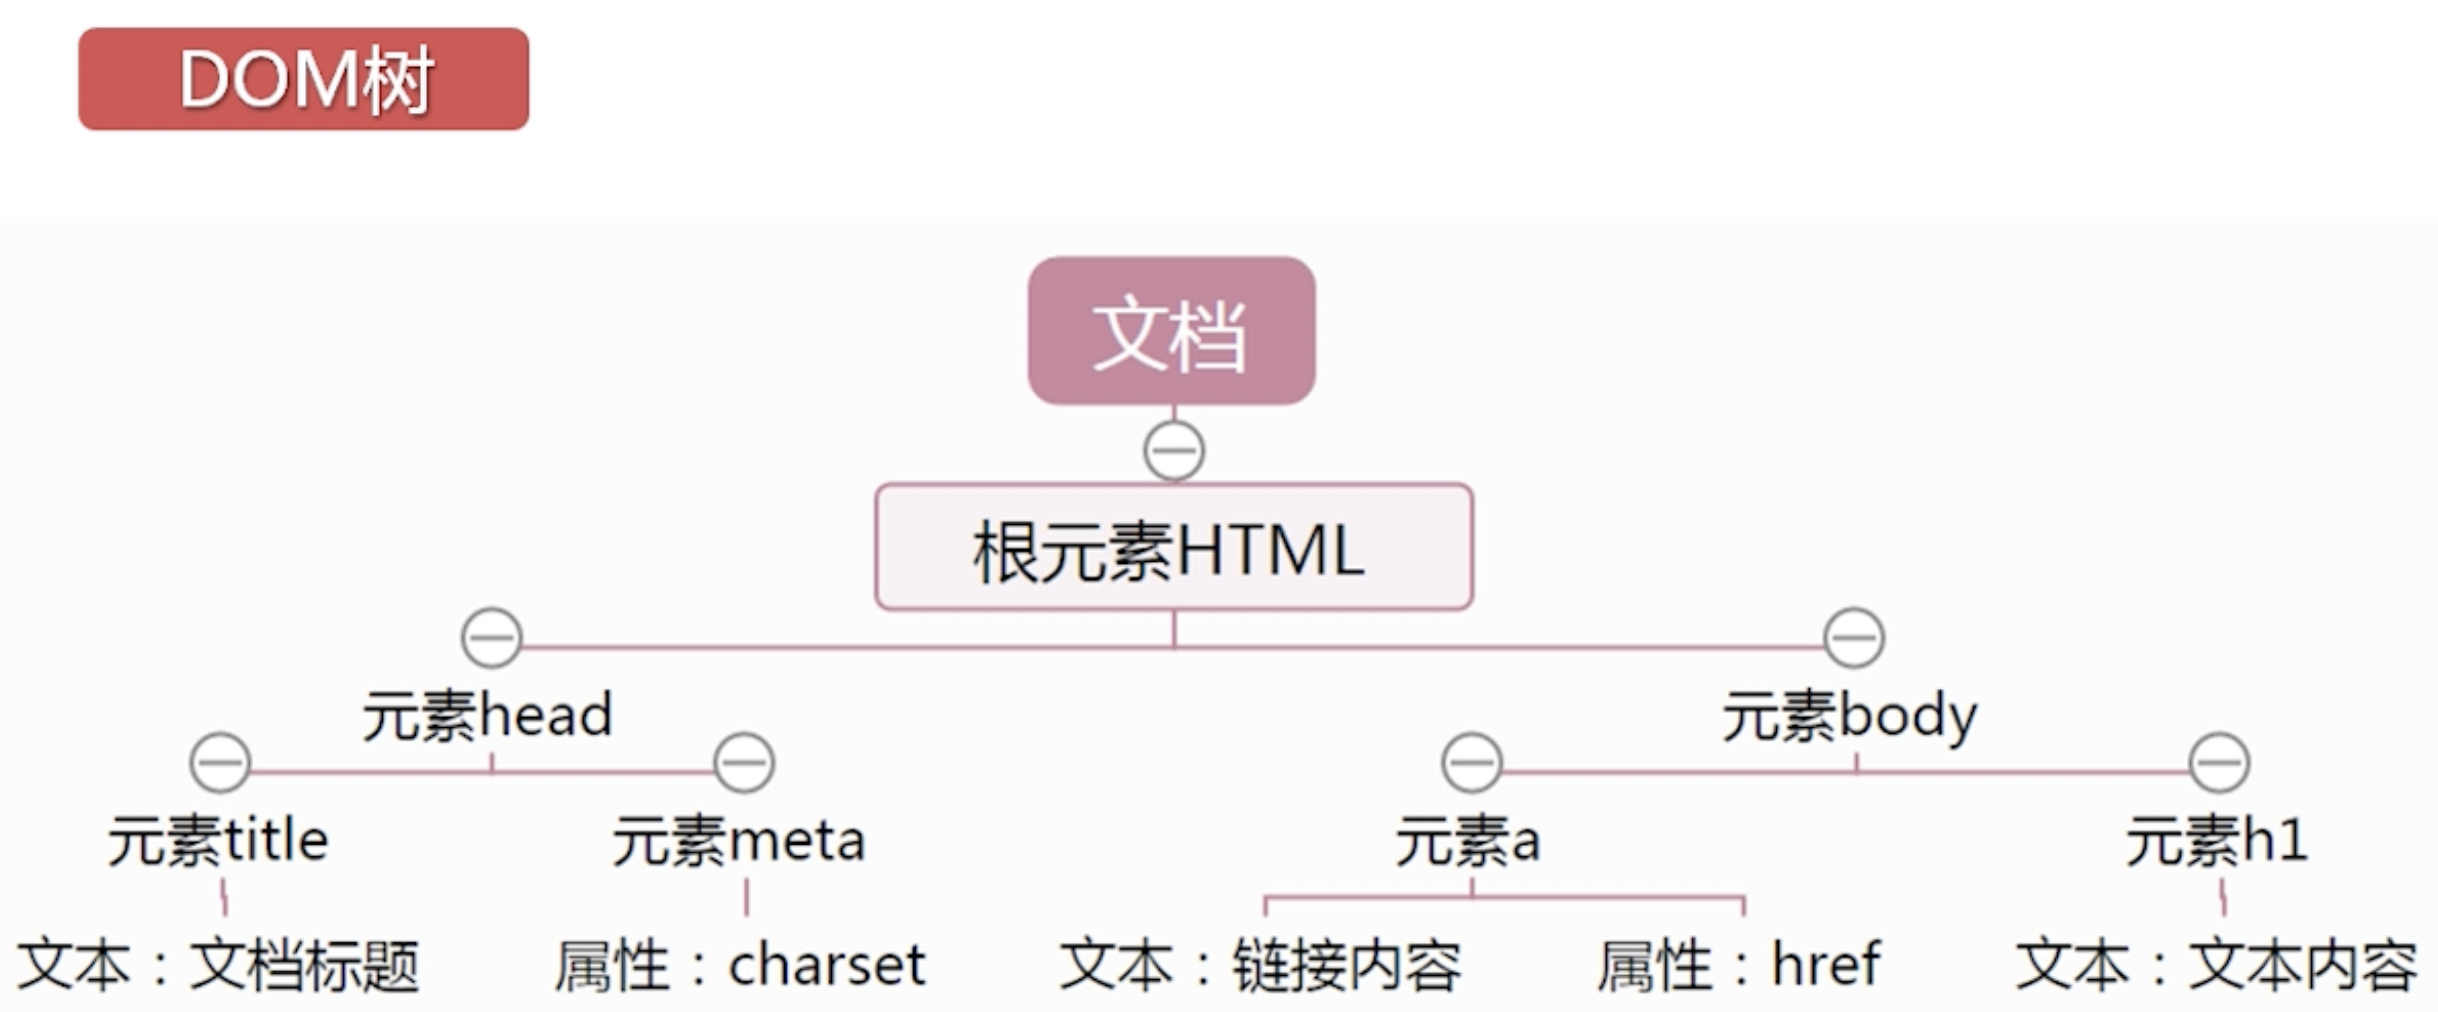 DOM树
文档
根元素HTML
元素head
元素body
元素title
元素meta
元素a
元素h1
文本：文档标题
属性：charset
文本：链接内容
属性：href
文本：文本内容